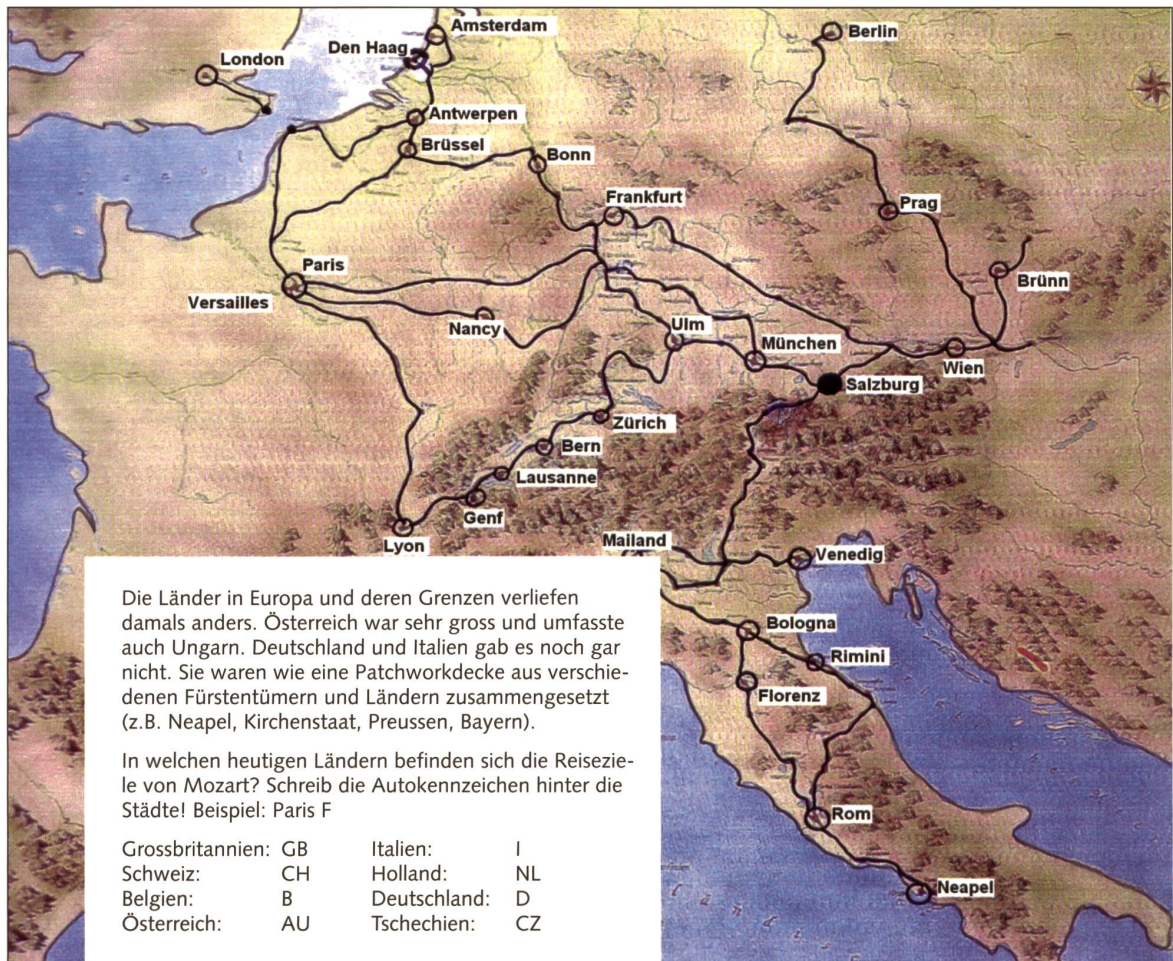 Amsterdam
Berlin
Den Haag
London
Antwerpen
Brüssel
Bonn
Frankfurt
Prag
Paris
Brünn
Versailles
Nancy
Ulm
München
Wien
Salzburg
Zürich
Bern
Lausanne
Genf
Lyon
Mailand
Venedig
Bologna
Rimini
Florenz
Rom
Neapel
Die Länder in Europa und deren Grenzen verliefen
damals anders. Österreich war sehr gross und umfasste
auch Ungarn. Deutschland und Italien gab es noch gar
nicht. Sie waren wie eine Patchworkdecke aus verschie-
denen Fürstentümern und Ländern zusammengesetzt
(z.B. Neapel, Kirchenstaat, Preussen, Bayern).
In welchen heutigen Ländern befinden sich die Reisezie-
le von Mozart? Schreib die Autokennzeichen hinter die
Städte! Beispiel: Paris F
Grossbritannien: GB Italien: I
Schweiz: CH Holland: NL
Belgien: B Deutschland: D
Österreich: AU Tschechien: CZ